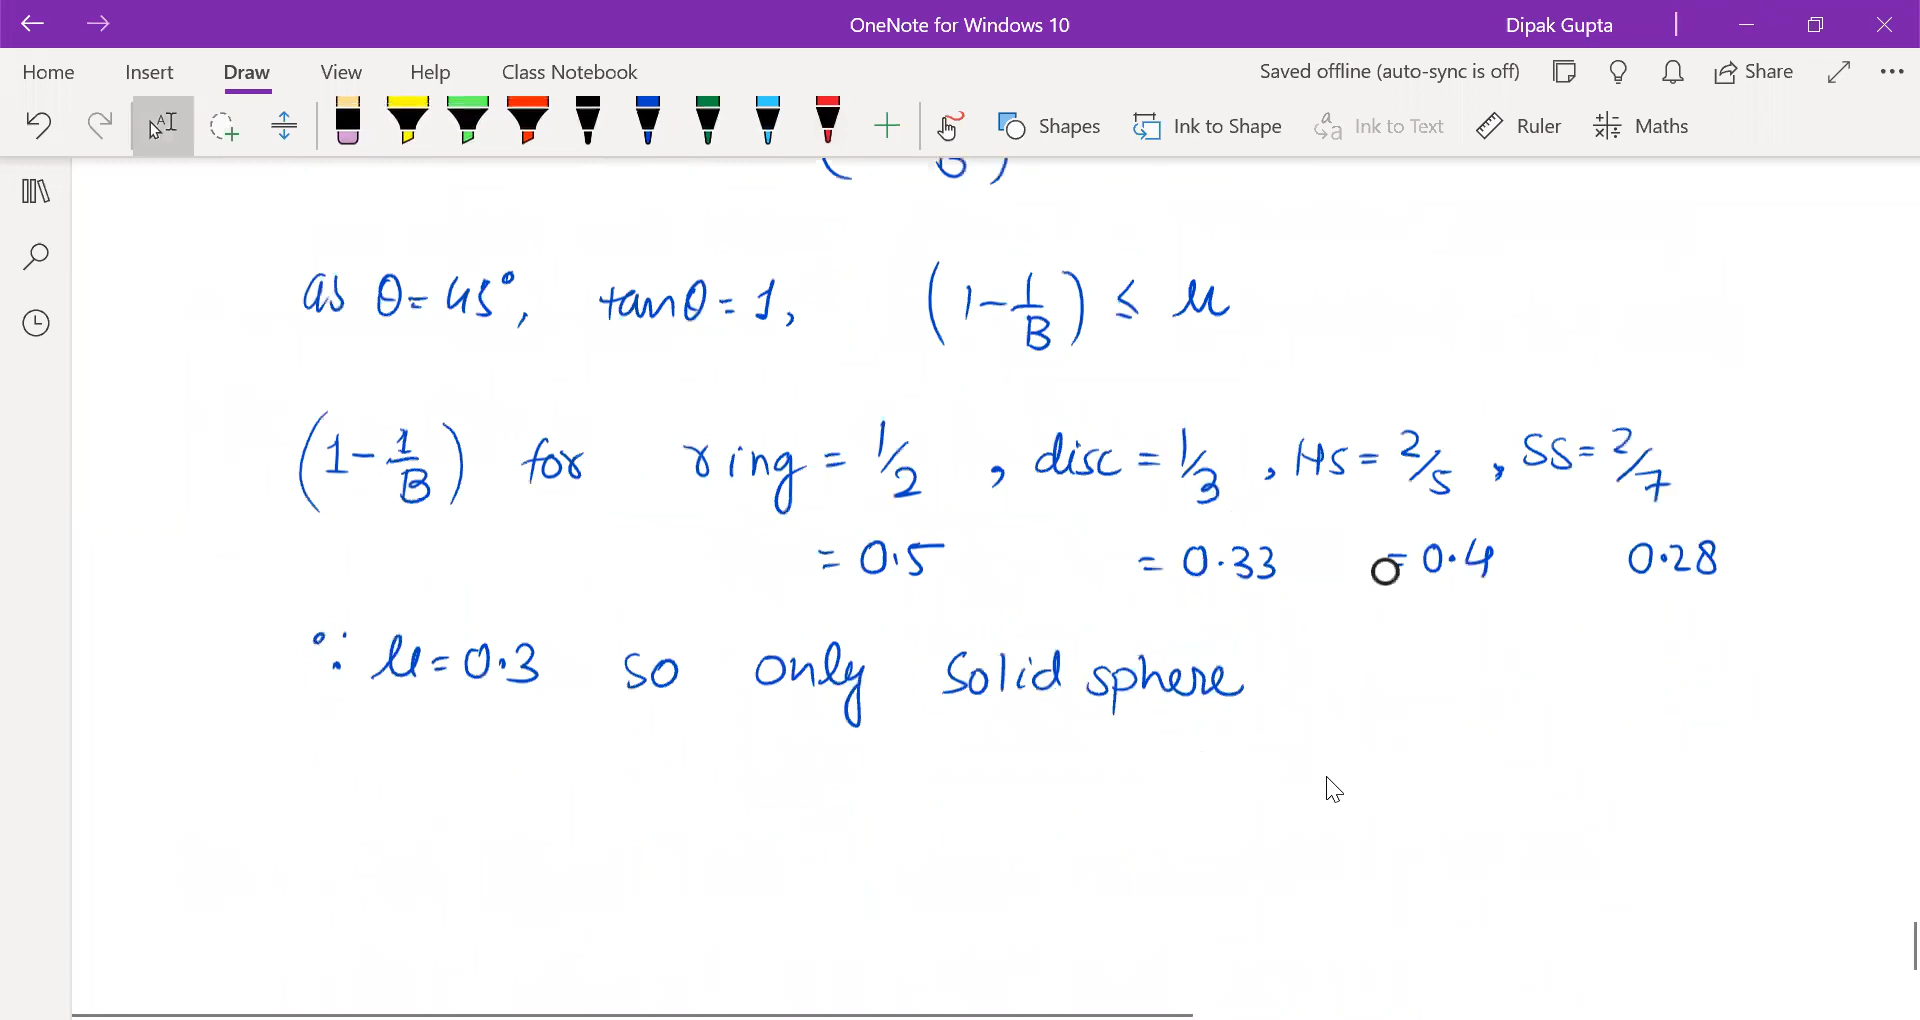 OneNote for Windows 10 Dipak Gupta
Home Insert Draw View Help Class Notebook Saved offline (auto-sync is off) Share
Shapes Ink to Shape Ink to Text Ruler Maths
as θ=45°, tanθ=1, (1-1/B) ≤ μ
(1-1/B) for ring = 1/2, disc = 1/3, HS = 2/5, SS = 2/7
= 0.5 = 0.33 = 0.4 0.28
∵ μ=0.3 so only solid sphere